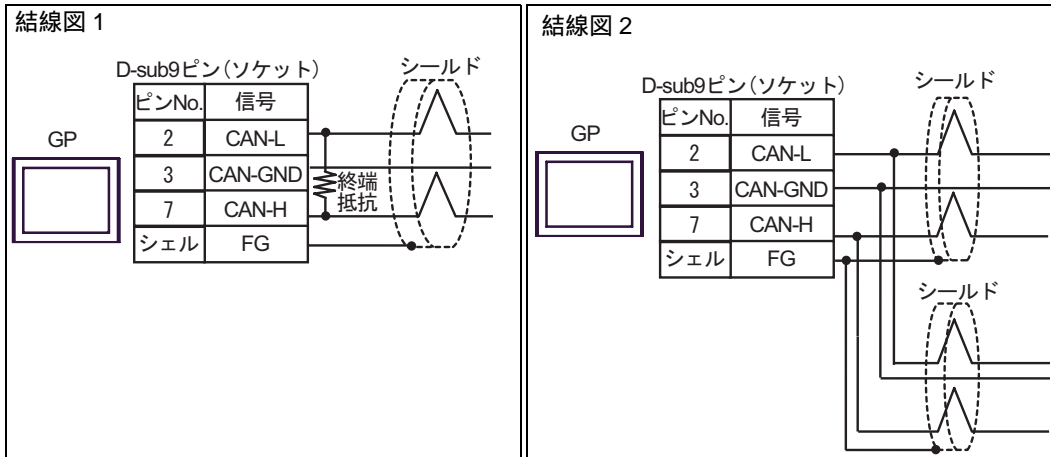 結線図 1
D-sub9ピン(ソケット)
シールド
ピンNo. 信号
GP
2 CAN-L
3 CAN-GND
7 CAN-H
シェル FG
終端
抵抗
結線図 2
D-sub9ピン(ソケット)
シールド
ピンNo. 信号
GP
2 CAN-L
3 CAN-GND
7 CAN-H
シェル FG
シールド